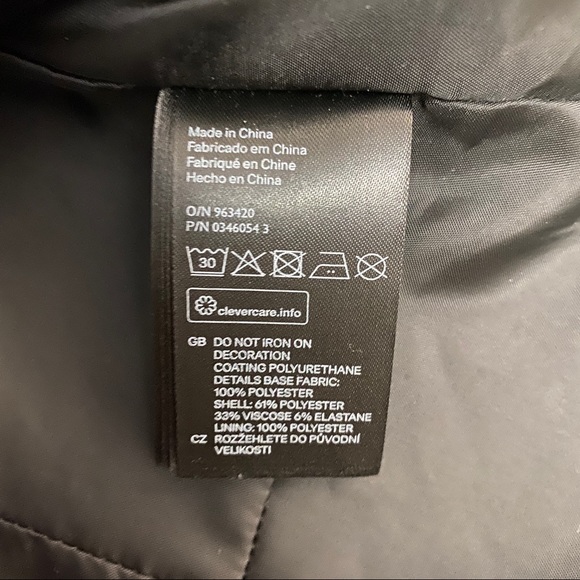 Made in China
Fabricado em China
Fabriqué en Chine
Hecho en China
O/N 963420
P/N 0346054 3
30
clevercare.info
GB DO NOT IRON ON
DECORATION
COATING POLYURETHANE
DETAILS BASE FABRIC:
100% POLYESTER
SHELL: 61% POLYESTER
33% VISCOSE 6% ELASTANE
LINING: 100% POLYESTER
CZ ROZŽEHLETE DO PŮVODNÍ
VELIKOSTI